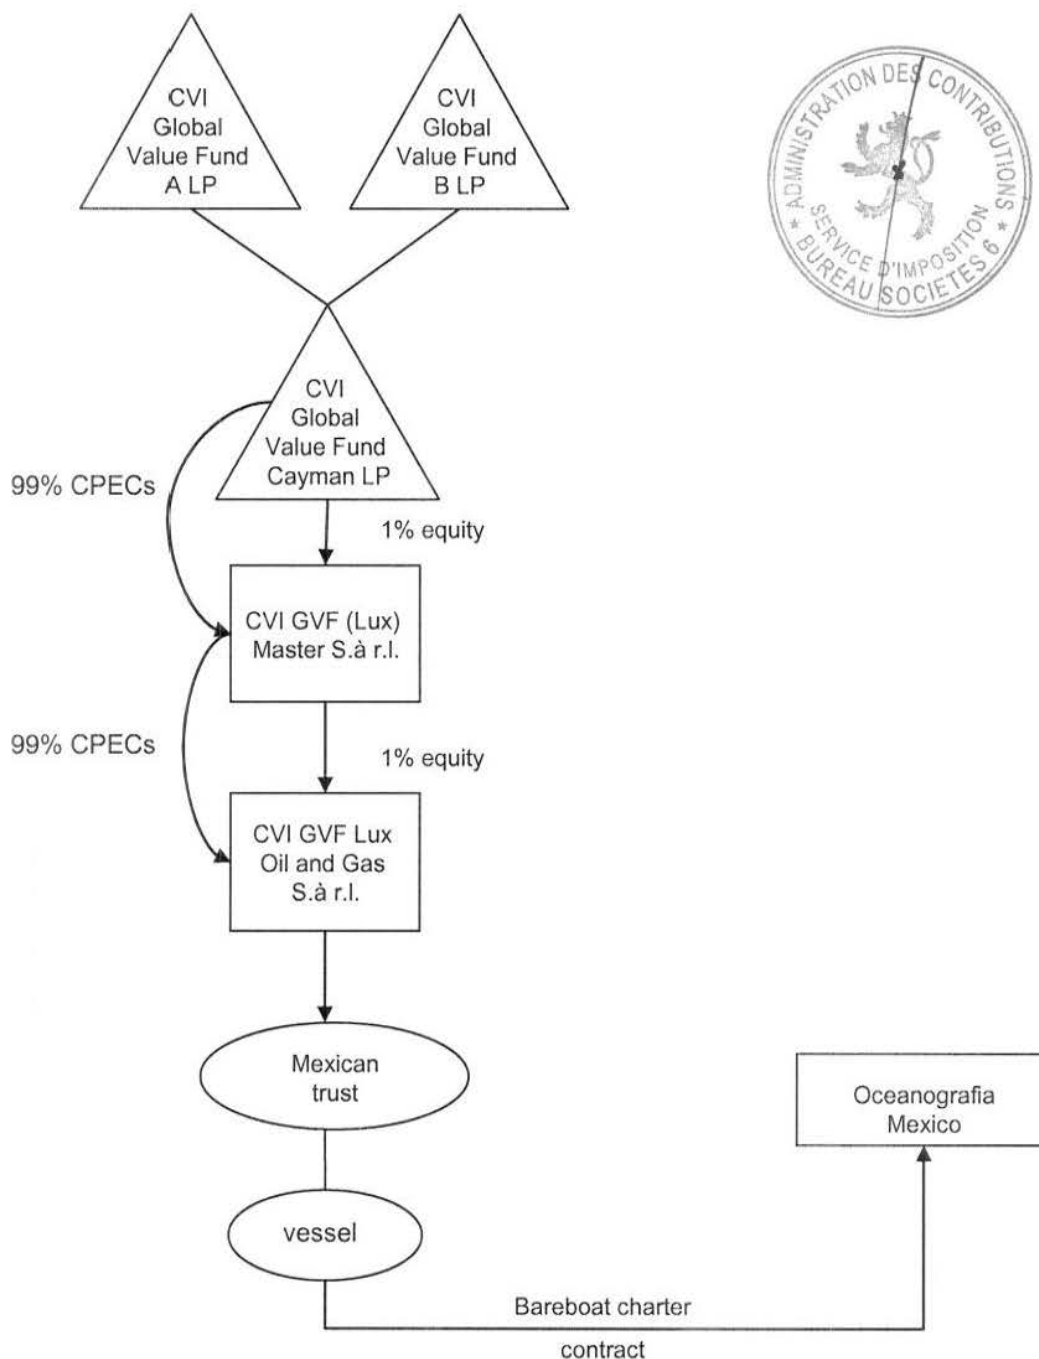 CVI
Global
Value Fund
A LP
CVI
Global
Value Fund
B LP
ADMINISTRATION DES CONTRIBUTIONS
SERVICE D'IMPOSITION
* BUREAU SOCIETES 6 *
CVI
Global
Value Fund
Cayman LP
99% CPECs
1% equity
CVI GVF (Lux)
Master S.à r.l.
99% CPECs
1% equity
CVI GVF Lux
Oil and Gas
S.à r.l.
Mexican
trust
Oceanografia
Mexico
vessel
Bareboat charter
contract